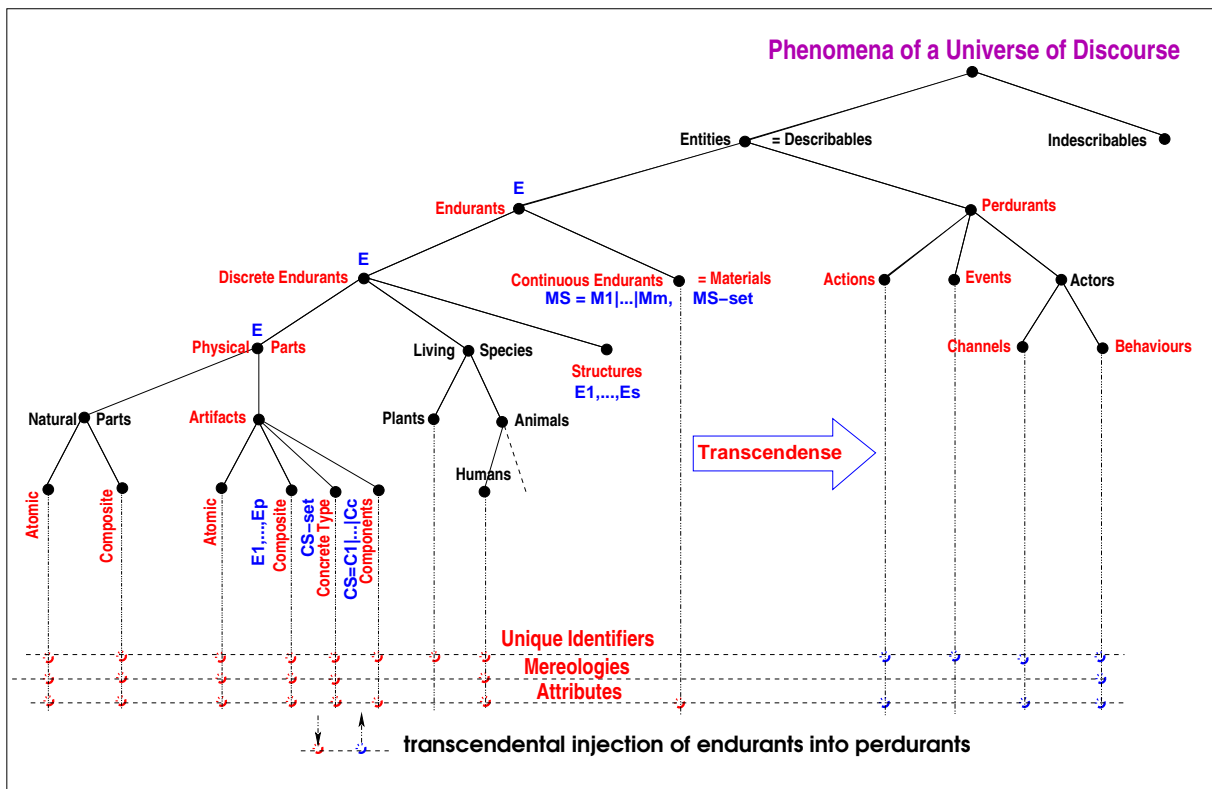 Phenomena of a Universe of Discourse
Entities = Describables
Indescribables
E
Endurants
Perdurants
E
Discrete Endurants
Continuous Endurants = Materials
MS = M1|...|Mm, MS−set
Actions
Events
Actors
E
Physical Parts
Living Species
Structures
E1,...,Es
Channels
Behaviours
Natural Parts
Artifacts
Plants
Animals
Transcendense
Humans
Atomic
Composite
Atomic
E1,...,Ep
Composite
CS−set
Concrete Type
CS=C1|...|Cc
Components
Unique Identifiers
Mereologies
Attributes
transcendental injection of endurants into perdurants